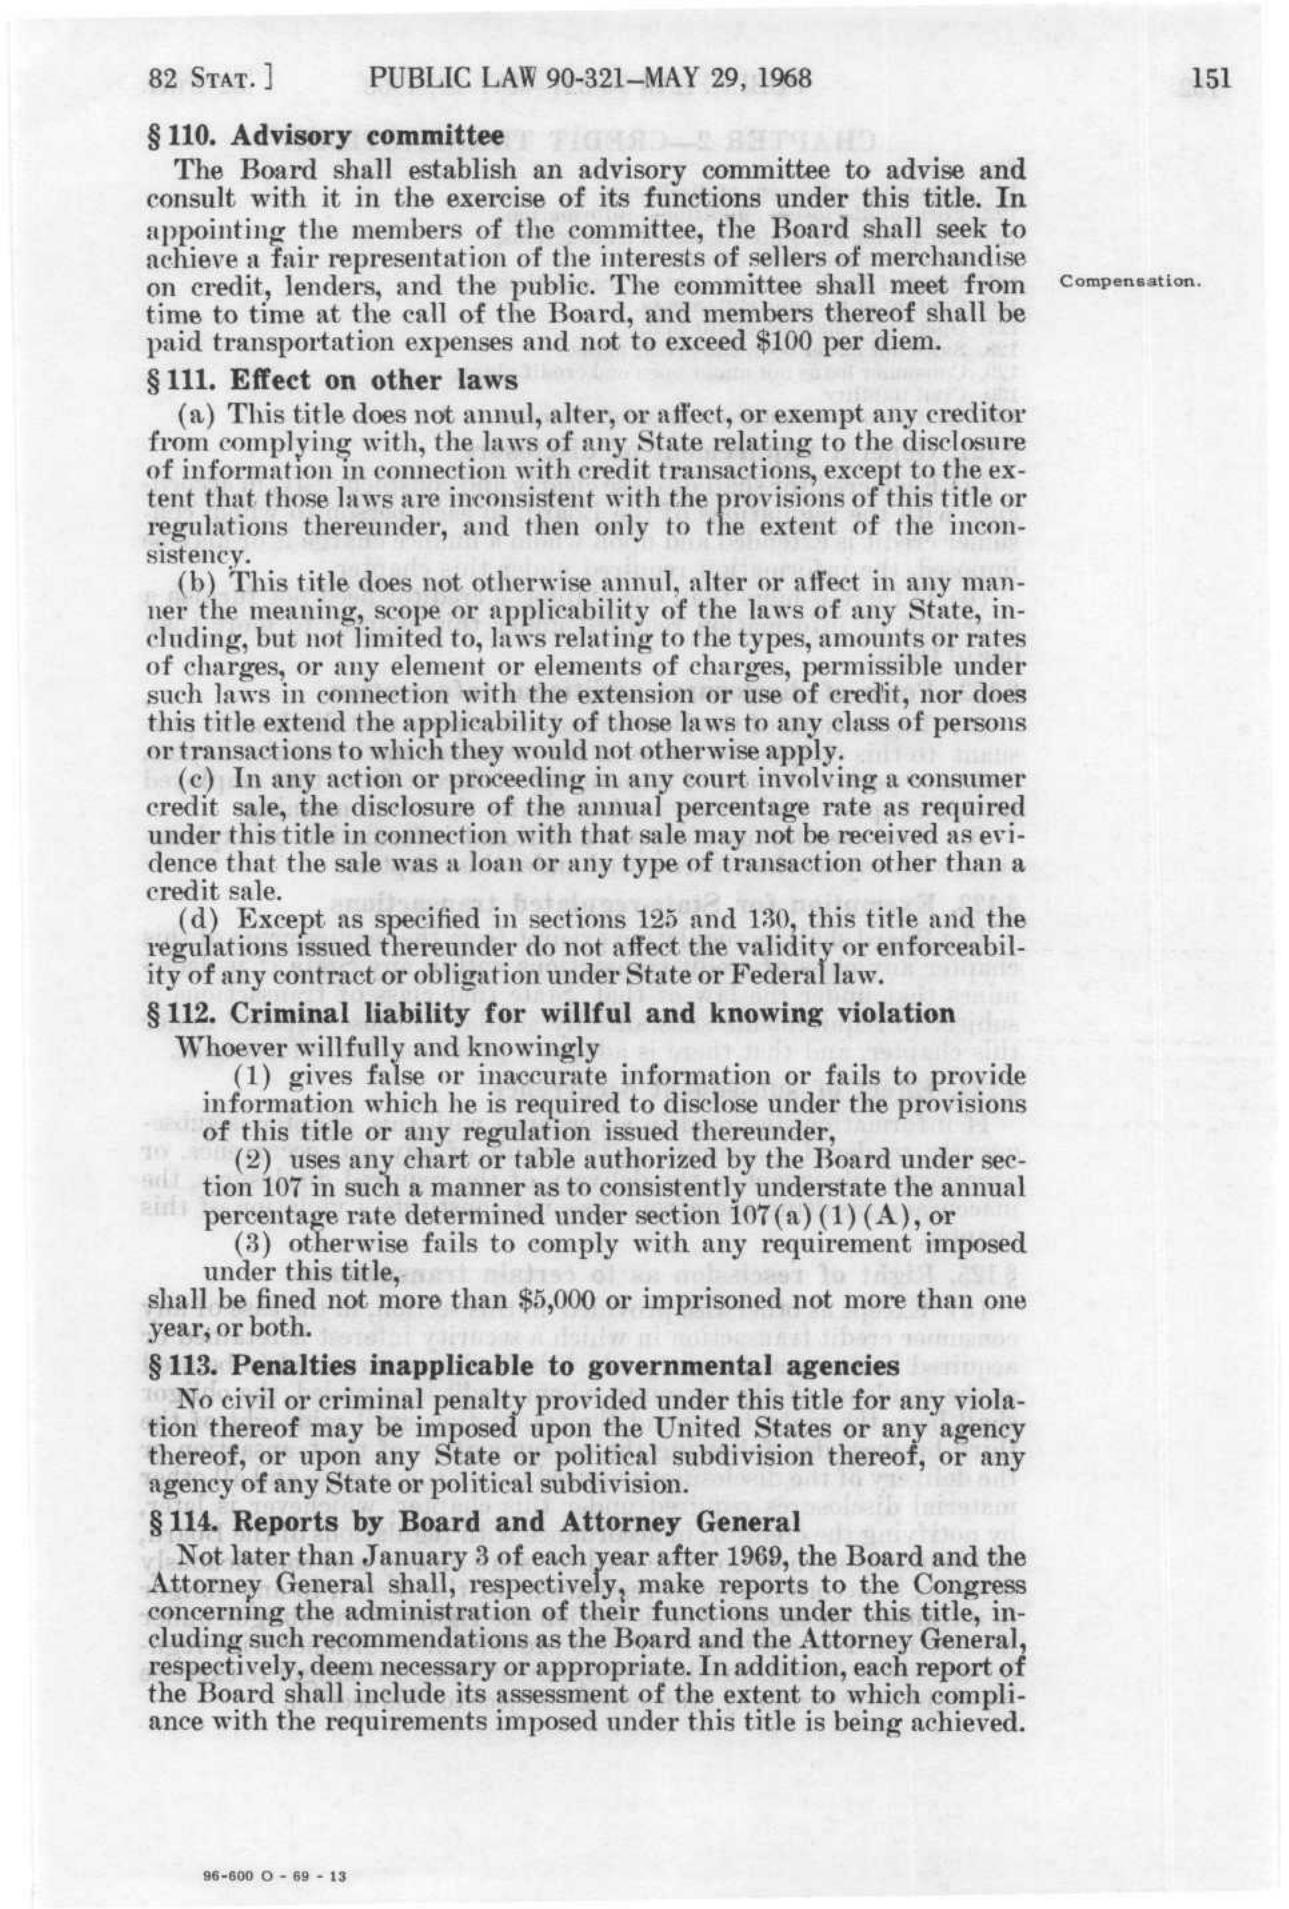 82 STAT. ] PUBLIC LAW 90-321–MAY 29, 1968 151
§ 110. Advisory committee
The Board shall establish an advisory committee to advise and
consult with it in the exercise of its functions under this title. In
appointing the members of the committee, the Board shall seek to
achieve a fair representation of the interests of sellers of merchandise
on credit, lenders, and the public. The committee shall meet from
Compensation.
time to time at the call of the Board, and members thereof shall be
paid transportation expenses and not to exceed $100 per diem.
§ 111. Effect on other laws
(a) This title does not annul, alter, or affect, or exempt any creditor
from complying with, the laws of any State relating to the disclosure
of information in connection with credit transactions, except to the ex-
tent that those laws are inconsistent with the provisions of this title or
regulations thereunder, and then only to the extent of the incon-
sistency.
(b) This title does not otherwise annul, alter or affect in any man-
ner the meaning, scope or applicability of the laws of any State, in-
cluding, but not limited to, laws relating to the types, amounts or rates
of charges, or any element or elements of charges, permissible under
such laws in connection with the extension or use of credit, nor does
this title extend the applicability of those laws to any class of persons
or transactions to which they would not otherwise apply.
(c) In any action or proceeding in any court involving a consumer
credit sale, the disclosure of the annual percentage rate as required
under this title in connection with that sale may not be received as evi-
dence that the sale was a loan or any type of transaction other than a
credit sale.
(d) Except as specified in sections 125 and 130, this title and the
regulations issued thereunder do not affect the validity or enforceabil-
ity of any contract or obligation under State or Federal law.
§ 112. Criminal liability for willful and knowing violation
Whoever willfully and knowingly
(1) gives false or inaccurate information or fails to provide
information which he is required to disclose under the provisions
of this title or any regulation issued thereunder,
(2) uses any chart or table authorized by the Board under sec-
tion 107 in such a manner as to consistently understate the annual
percentage rate determined under section 107(a)(1)(A), or
(3) otherwise fails to comply with any requirement imposed
under this title,
shall be fined not more than $5,000 or imprisoned not more than one
year, or both.
§ 113. Penalties inapplicable to governmental agencies
No civil or criminal penalty provided under this title for any viola-
tion thereof may be imposed upon the United States or any agency
thereof, or upon any State or political subdivision thereof, or any
agency of any State or political subdivision.
§ 114. Reports by Board and Attorney General
Not later than January 3 of each year after 1969, the Board and the
Attorney General shall, respectively, make reports to the Congress
concerning the administration of their functions under this title, in-
cluding such recommendations as the Board and the Attorney General,
respectively, deem necessary or appropriate. In addition, each report of
the Board shall include its assessment of the extent to which compli-
ance with the requirements imposed under this title is being achieved.
96-600 O - 69 - 13